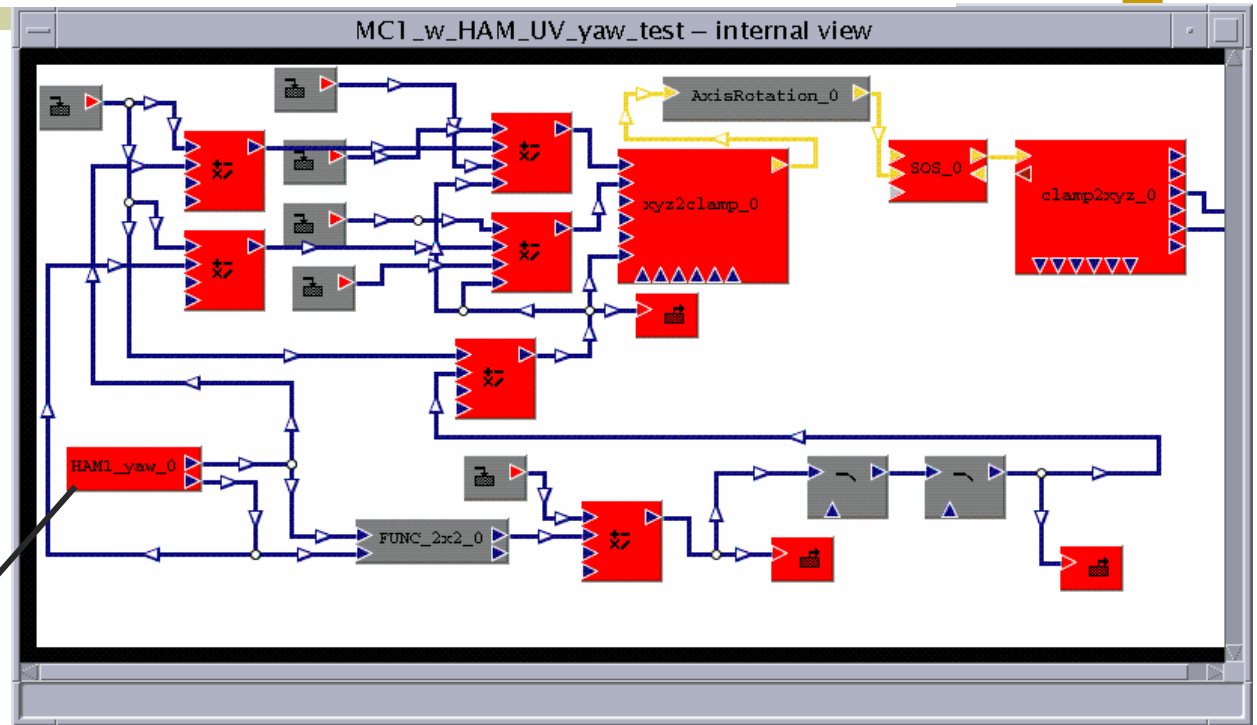 MC1_w_HAM_UV_yaw_test – internal view
AxisRotation_0
SOS_0
xyz2clamp_0
clamp2xyz_0
HAM1_yaw_0
FUNC_2x2_0